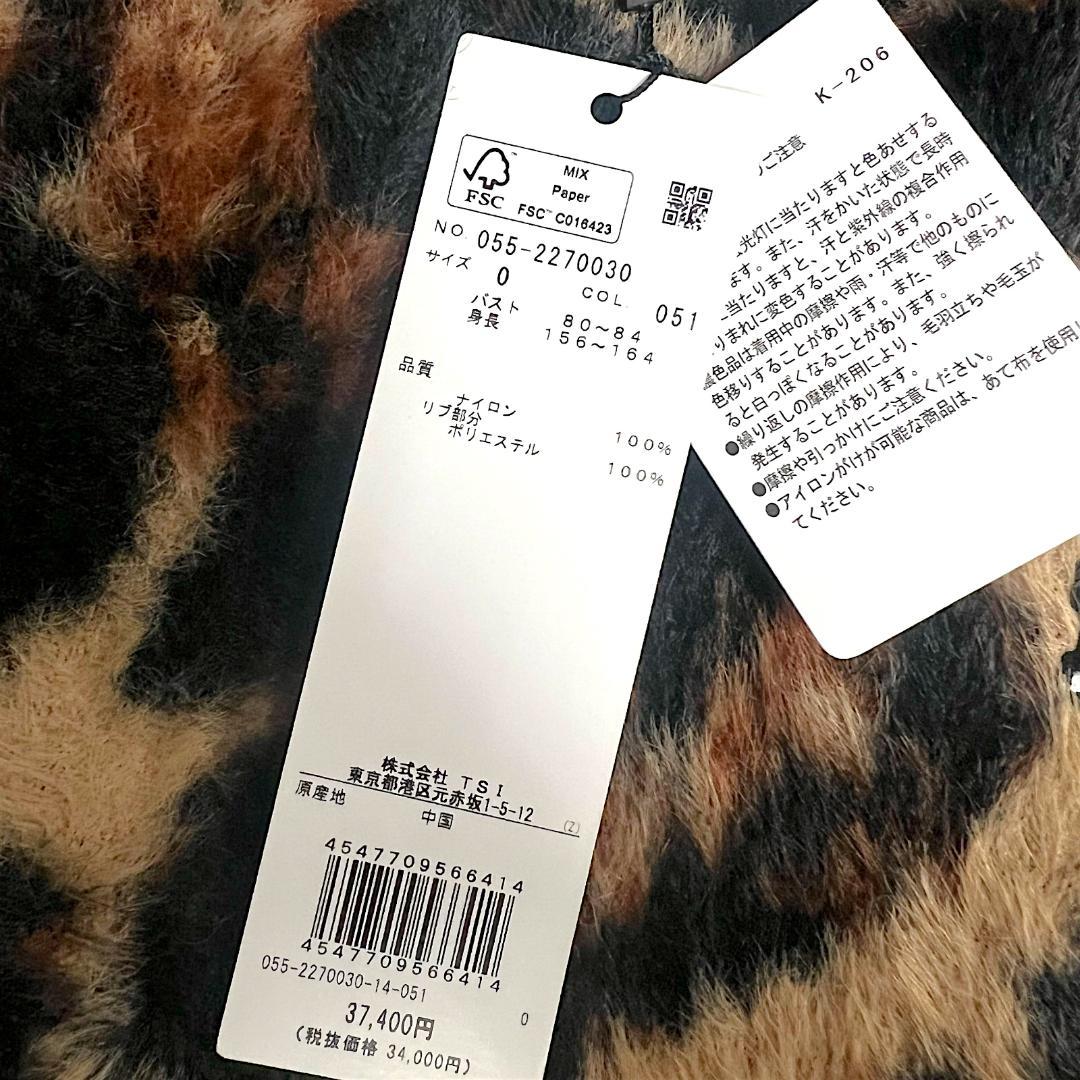 FSC
MIX
Paper
FSC™ C016423
NO. 055-2270030
サイズ 0 COL. 051
バスト 80～84
身長 156～164
品質
ナイロン 100%
リブ部分
ポリエステル 100%
株式会社 TSI
東京都港区元赤坂1-5-12
(Z)
原産地 中国
4547709566414
4547709566414
055-2270030-14-051
0
37,400円
(税抜価格 34,000円)
K-206
ご注意
光灯に当たりますと色あせする
ます。また、汗をかいた状態で長時
当たりますと、汗と紫外線の複合作用
りまれに変色することがあります。
色品は着用中の摩擦や雨・汗等で他のものに
色移りすることがあります。また、強く擦られ
ると白っぽくなることがあります。
●繰り返しの摩擦作用により、毛羽立ちや毛玉が
発生することがあります。
●摩擦や引っかけにご注意ください。
●アイロンがけが可能な商品は、あて布を使用し
てください。